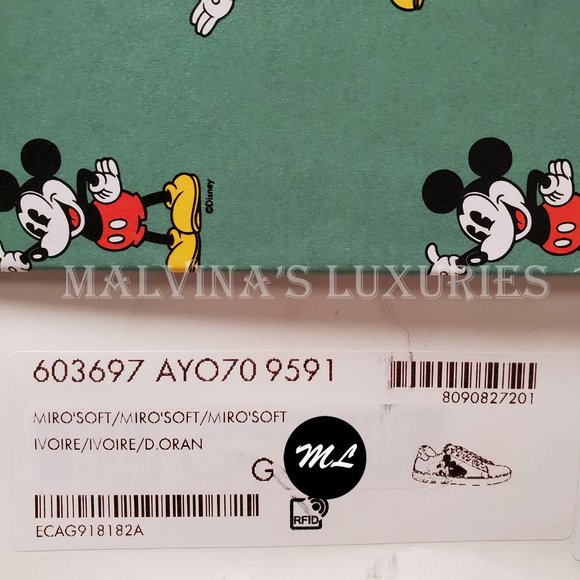 ©Disney
MALVINA'S LUXURIES
603697 AYO70 9591
8090827201
MIRO'SOFT/MIRO'SOFT/MIRO'SOFT
IVOIRE/IVOIRE/D.ORAN
G
ML
RFID
ECAG918182A